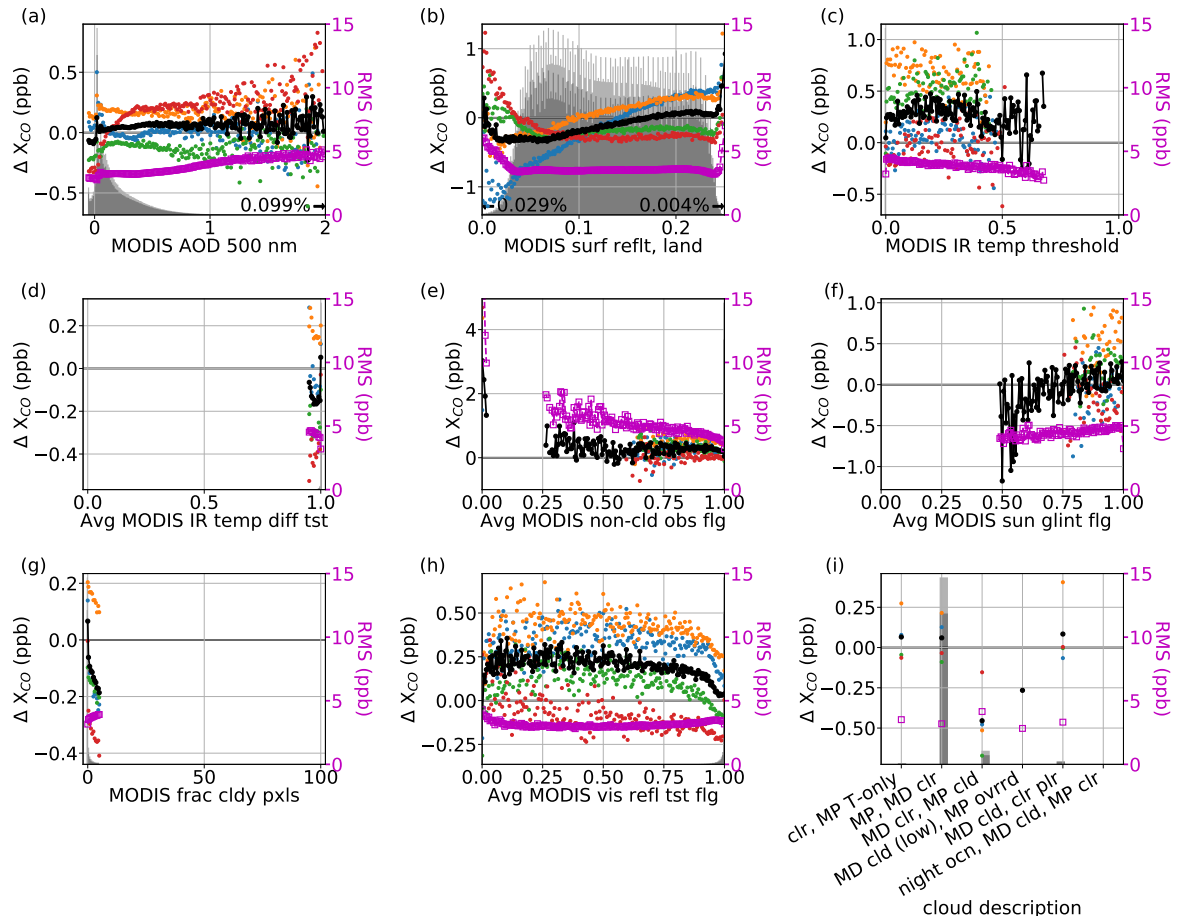 (a)
15
0.5
10
Δ X_CO (ppb)
0.0
RMS (ppb)
5
−0.5
0.099%
0
0
1
2
MODIS AOD 500 nm
(b)
15
1
10
Δ X_CO (ppb)
0
RMS (ppb)
5
−1
0.029%
0.004%
0
0.0
0.1
0.2
MODIS surf reflt, land
(c)
15
1.0
10
Δ X_CO (ppb)
0.5
RMS (ppb)
0.0
5
−0.5
0
0.0
0.5
1.0
MODIS IR temp threshold
(d)
15
0.2
10
Δ X_CO (ppb)
0.0
RMS (ppb)
−0.2
5
−0.4
0
0.0
0.5
1.0
Avg MODIS IR temp diff tst
(e)
15
4
10
Δ X_CO (ppb)
2
RMS (ppb)
5
0
0
0.00
0.25
0.50
0.75
1.00
Avg MODIS non-cld obs flg
(f)
15
1.0
10
Δ X_CO (ppb)
0.5
RMS (ppb)
0.0
−0.5
5
−1.0
0
0.00
0.25
0.50
0.75
1.00
Avg MODIS sun glint flg
(g)
15
0.2
10
Δ X_CO (ppb)
0.0
RMS (ppb)
−0.2
5
−0.4
0
0
50
100
MODIS frac cldy pxls
(h)
15
0.50
10
Δ X_CO (ppb)
0.25
RMS (ppb)
0.00
5
−0.25
0
0.00
0.25
0.50
0.75
1.00
Avg MODIS vis refl tst flg
(i)
15
0.25
10
Δ X_CO (ppb)
0.00
RMS (ppb)
−0.25
5
−0.50
0
clr, MP T-only
MP, MD clr
MD clr, MP cld
MD cld (low), MP ovrrd
MD cld, clr plr
night ocn, MD cld, MP clr
cloud description